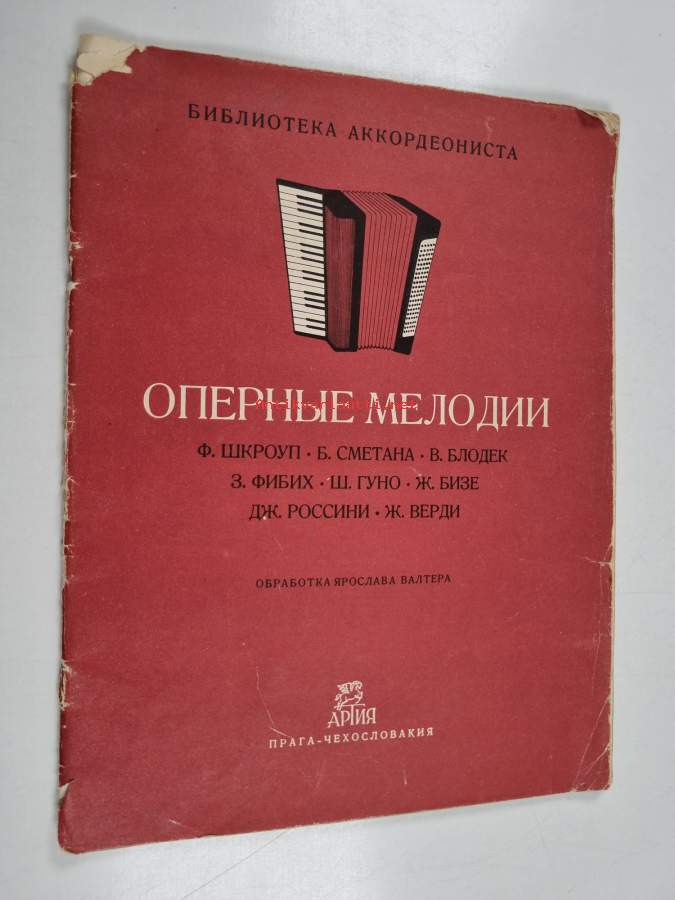 БИБЛИОТЕКА АККОРДЕОНИСТА
ОПЕРНЫЕ МЕЛОДИИ
Ф. ШКРОУП • Б. СМЕТАНА • В. БЛОДЕК
З. ФИБИХ • Ш. ГУНО • Ж. БИЗЕ
ДЖ. РОССИНИ • Ж. ВЕРДИ
ОБРАБОТКА ЯРОСЛАВА ВАЛТЕРА
АРТИЯ
ПРАГА-ЧЕХОСЛОВАКИЯ